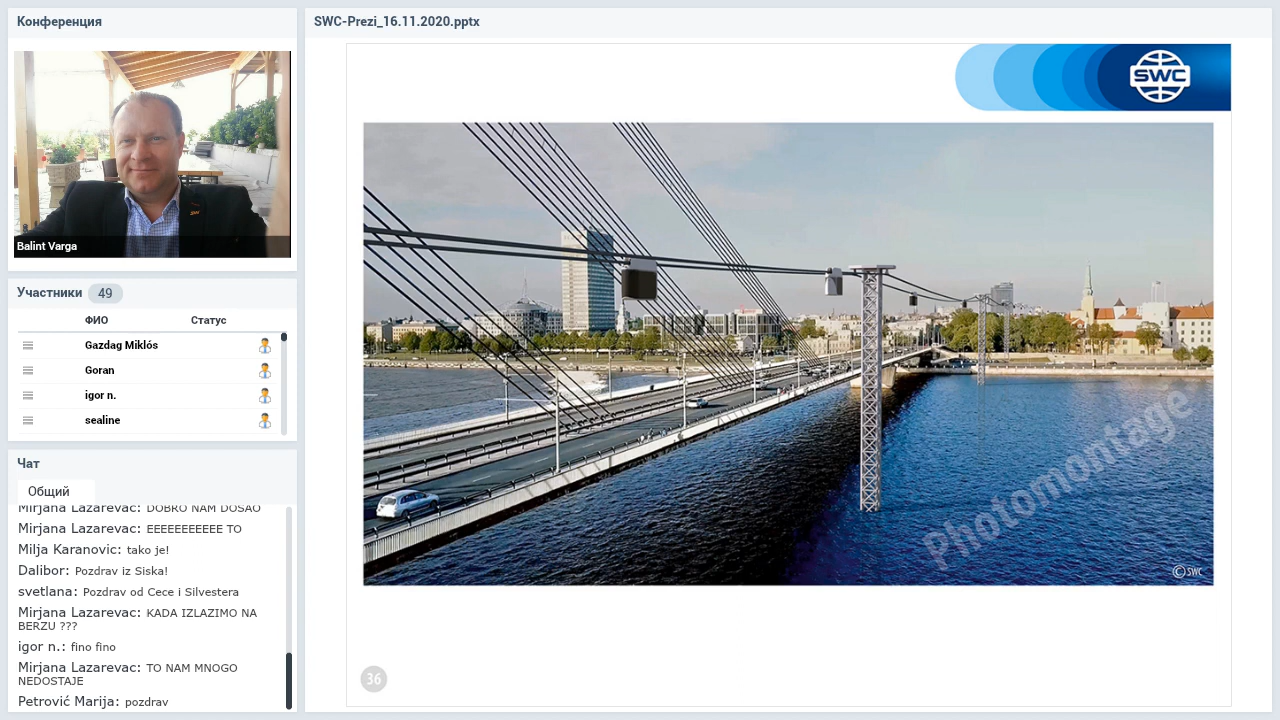 Конференция
Balint Varga
Участники 49
ФИО Статус
Gazdag Miklós
Goran
igor n.
sealine
Чат
Общий
Mirjana Lazarevac: DOBRO NAM DOSAO
Mirjana Lazarevac: EEEEEEEEEEE TO
Milja Karanovic: tako je!
Dalibor: Pozdrav iz Siska!
svetlana: Pozdrav od Cece i Silvestera
Mirjana Lazarevac: KADA IZLAZIMO NA
BERZU ???
igor n.: fino fino
Mirjana Lazarevac: TO NAM MNOGO
NEDOSTAJE
Petrović Marija: pozdrav
SWC-Prezi_16.11.2020.pptx
SWC
Photomontage
© SWC
36